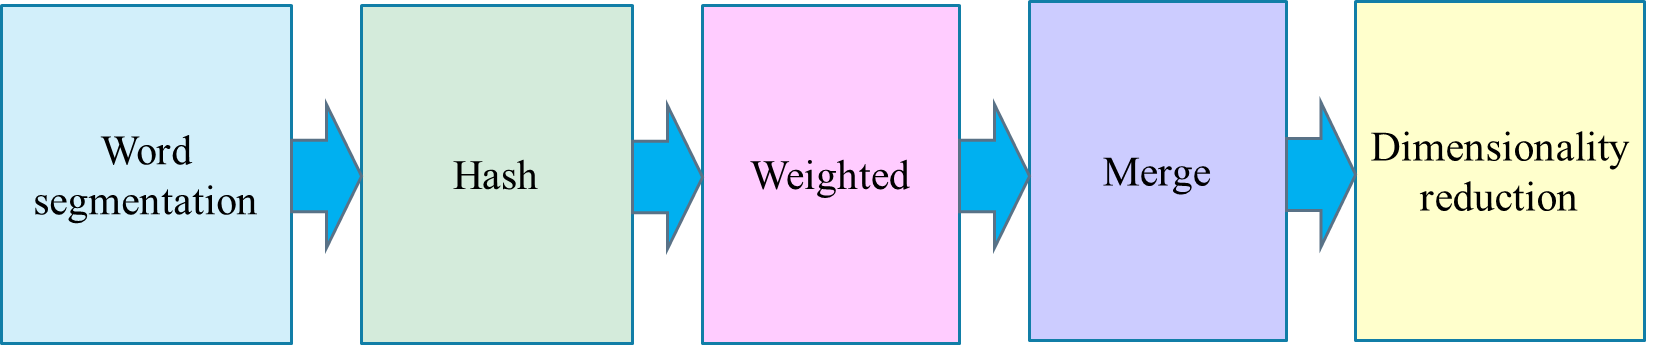 Word
segmentation
Hash
Weighted
Merge
Dimensionality
reduction